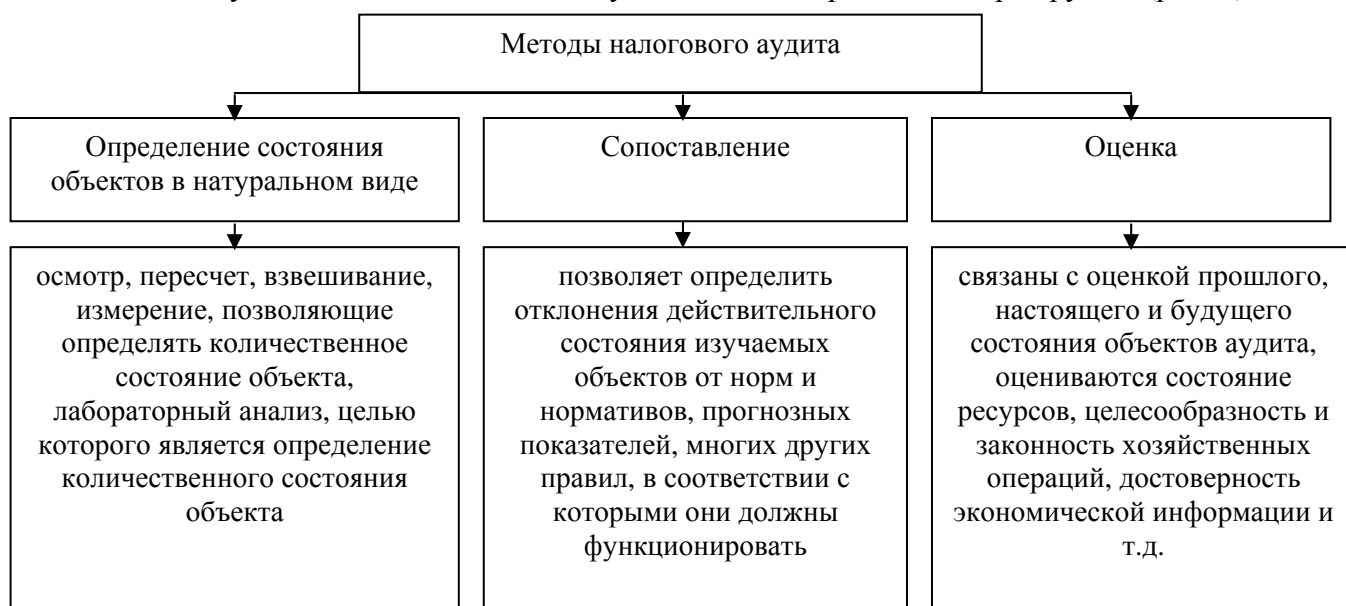 Методы налогового аудита
Определение состояния
объектов в натуральном виде
Сопоставление
Оценка
осмотр, пересчет, взвешивание,
измерение, позволяющие
определять количественное
состояние объекта,
лабораторный анализ, целью
которого является определение
количественного состояния
объекта
позволяет определить
отклонения действительного
состояния изучаемых
объектов от норм и
нормативов, прогнозных
показателей, многих других
правил, в соответствии с
которыми они должны
функционировать
связаны с оценкой прошлого,
настоящего и будущего
состояния объектов аудита,
оцениваются состояние
ресурсов, целесообразность и
законность хозяйственных
операций, достоверность
экономической информации и
т.д.